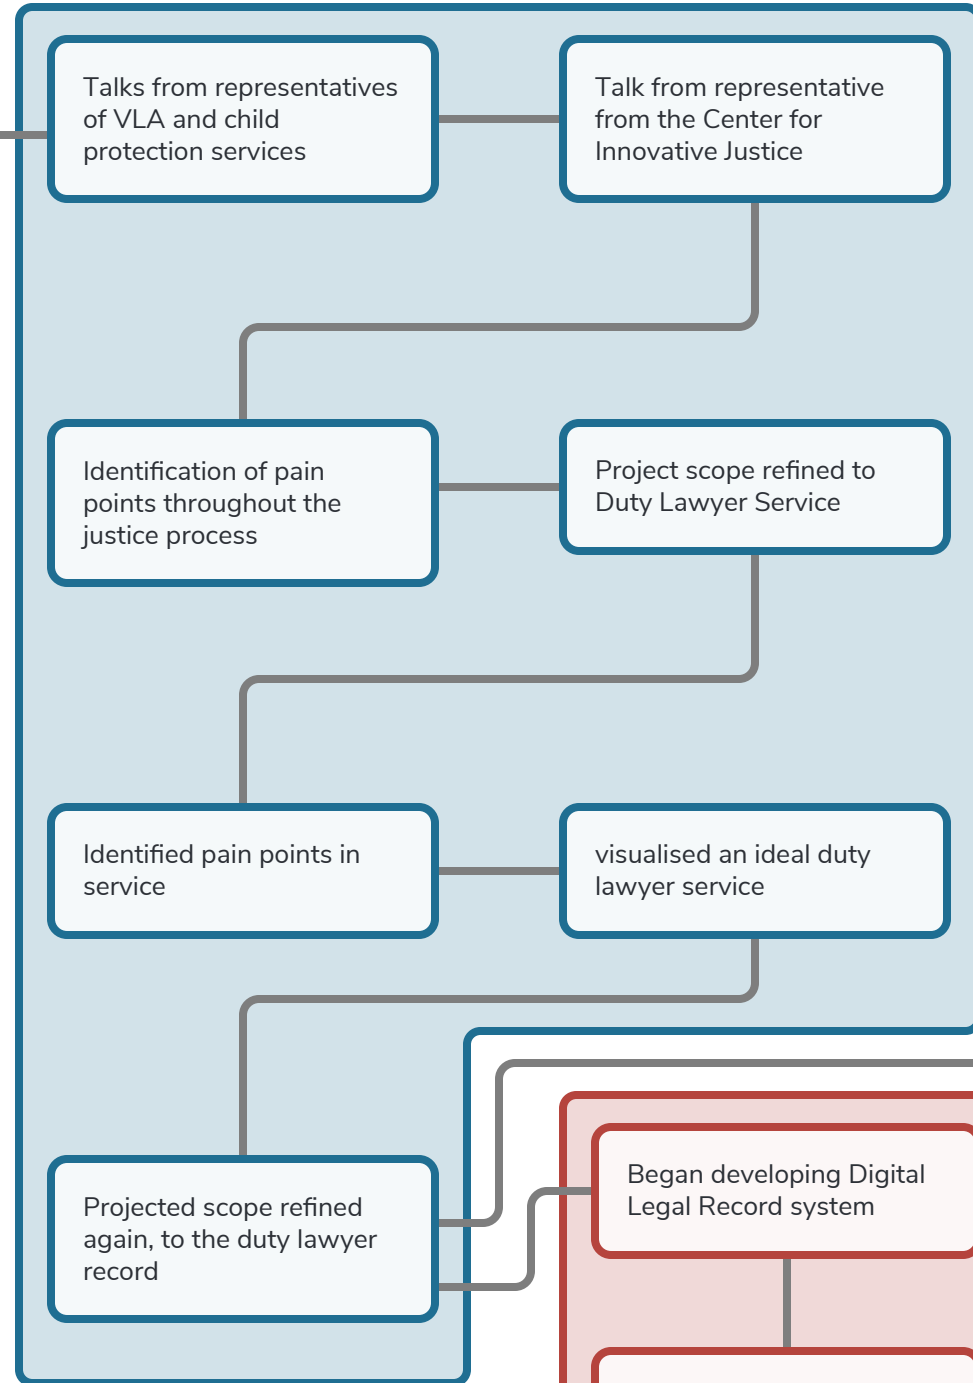 Talks from representatives
of VLA and child
protection services
Talk from representative
from the Center for
Innovative Justice
Identification of pain
points throughout the
justice process
Project scope refined to
Duty Lawyer Service
Identified pain points in
service
visualised an ideal duty
lawyer service
Projected scope refined
again, to the duty lawyer
record
Began developing Digital
Legal Record system